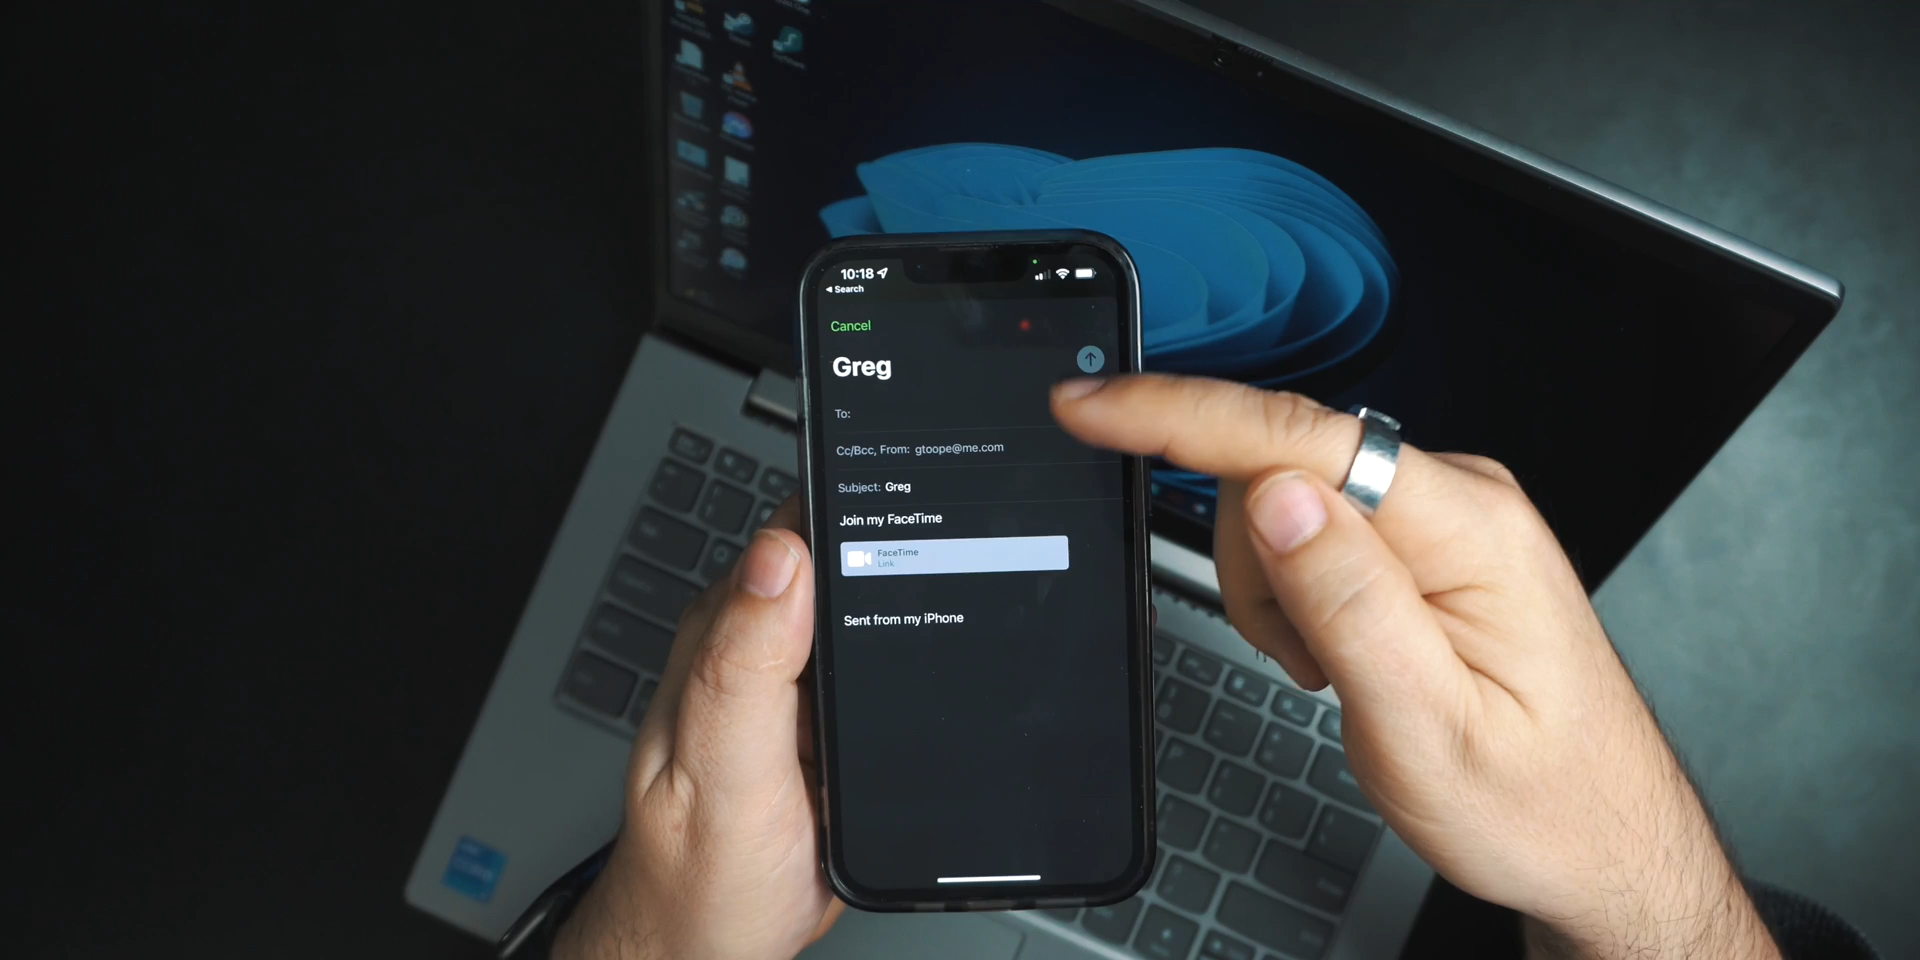 10:18
◀ Search
Cancel
Greg
To:
Cc/Bcc, From: gtoope@me.com
Subject: Greg
Join my FaceTime
FaceTime
Link
Sent from my iPhone